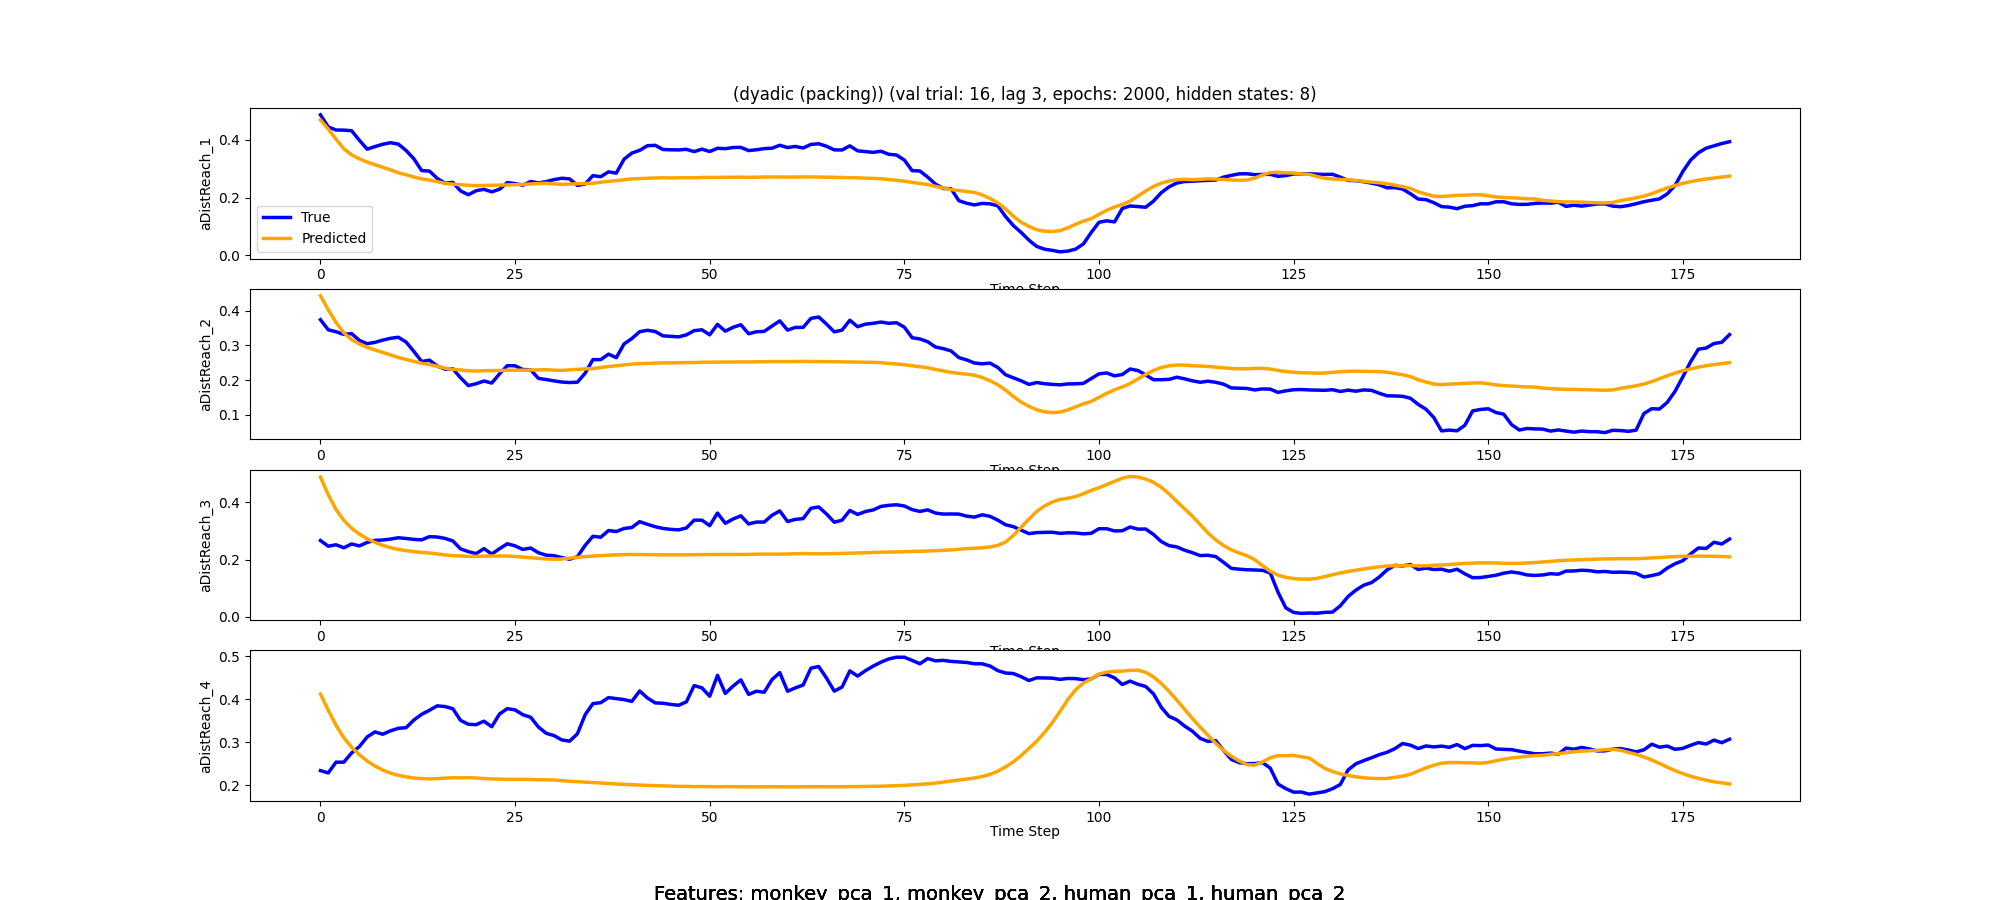 (dyadic (packing)) (val trial: 16, lag 3, epochs: 2000, hidden states: 8)
aDistReach_1
0.4
0.2
0.0
True
Predicted
0 25 50 75 100 125 150 175
Time Step
aDistReach_2
0.4
0.3
0.2
0.1
0 25 50 75 100 125 150 175
Time Step
aDistReach_3
0.4
0.2
0.0
0 25 50 75 100 125 150 175
Time Step
aDistReach_4
0.5
0.4
0.3
0.2
0 25 50 75 100 125 150 175
Time Step
Features: monkey_pca_1, monkey_pca_2, human_pca_1, human_pca_2